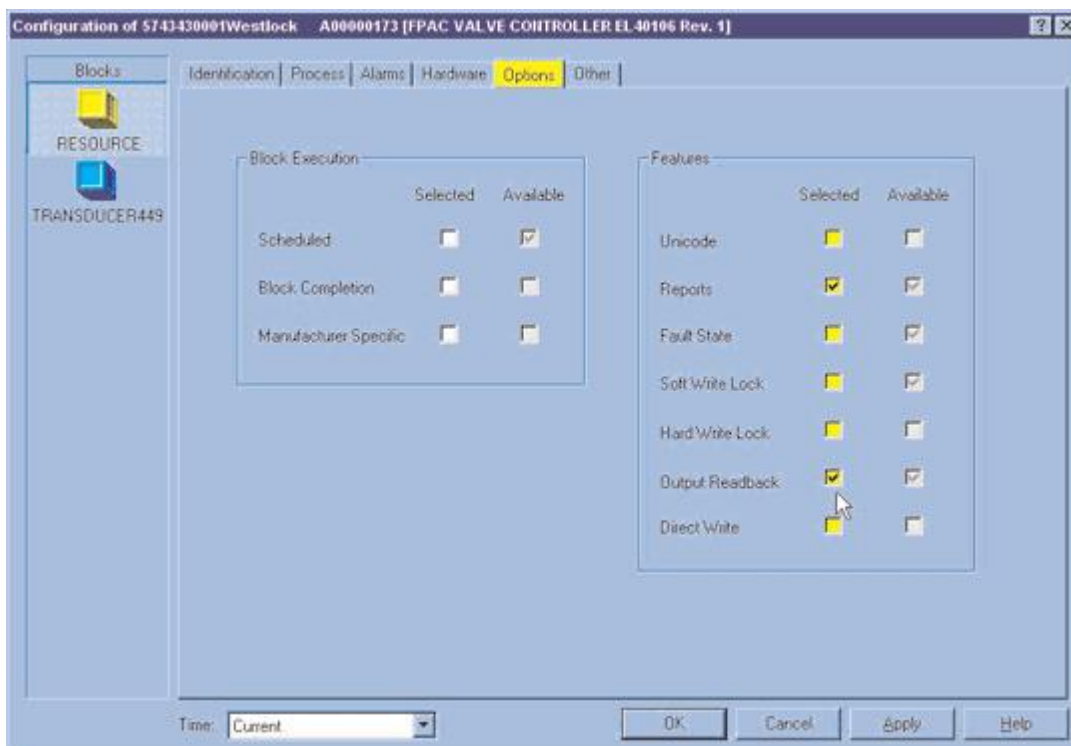 Configuration of 5743430001Westlock A00000173 [FPAC VALVE CONTROLLER EL40106 Rev. 1]
Blocks
RESOURCE
TRANSDUCER449
Identification Process Alarms Hardware Options Other
Block Execution
Selected Available
Scheduled
Block Completion
Manufacturer Specific
Features
Selected Available
Unicode
Reports
Fault State
Soft Write Lock
Hard Write Lock
Output Readback
Direct Write
Time: Current
OK Cancel Apply Help